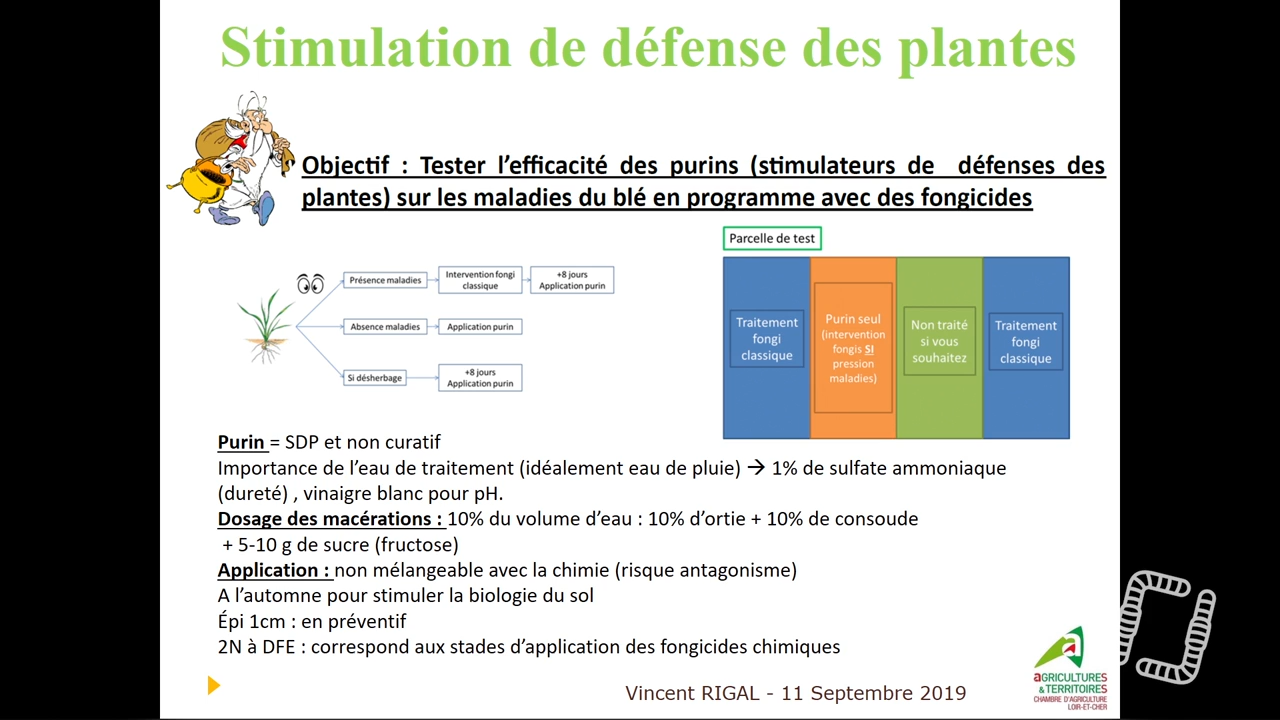 Stimulation de défense des plantes
Objectif : Tester l’efficacité des purins (stimulateurs de défenses des
plantes) sur les maladies du blé en programme avec des fongicides
Parcelle de test
Présence maladies
Intervention fongi
classique
+8 jours
Application purin
Absence maladies
Application purin
Si désherbage
+8 jours
Application purin
Traitement
fongi
classique
Purin seul
(intervention
fongis SI
pression
maladies)
Non traité
si vous
souhaitez
Traitement
fongi
classique
Purin = SDP et non curatif
Importance de l’eau de traitement (idéalement eau de pluie) → 1% de sulfate ammoniaque
(dureté) , vinaigre blanc pour pH.
Dosage des macérations : 10% du volume d’eau : 10% d’ortie + 10% de consoude
+ 5-10 g de sucre (fructose)
Application : non mélangeable avec la chimie (risque antagonisme)
A l’automne pour stimuler la biologie du sol
Épi 1cm : en préventif
2N à DFE : correspond aux stades d’application des fongicides chimiques
Vincent RIGAL - 11 Septembre 2019
aGRICULTURES
& TERRITOIRES
CHAMBRE D'AGRICULTURE
LOIR-ET-CHER